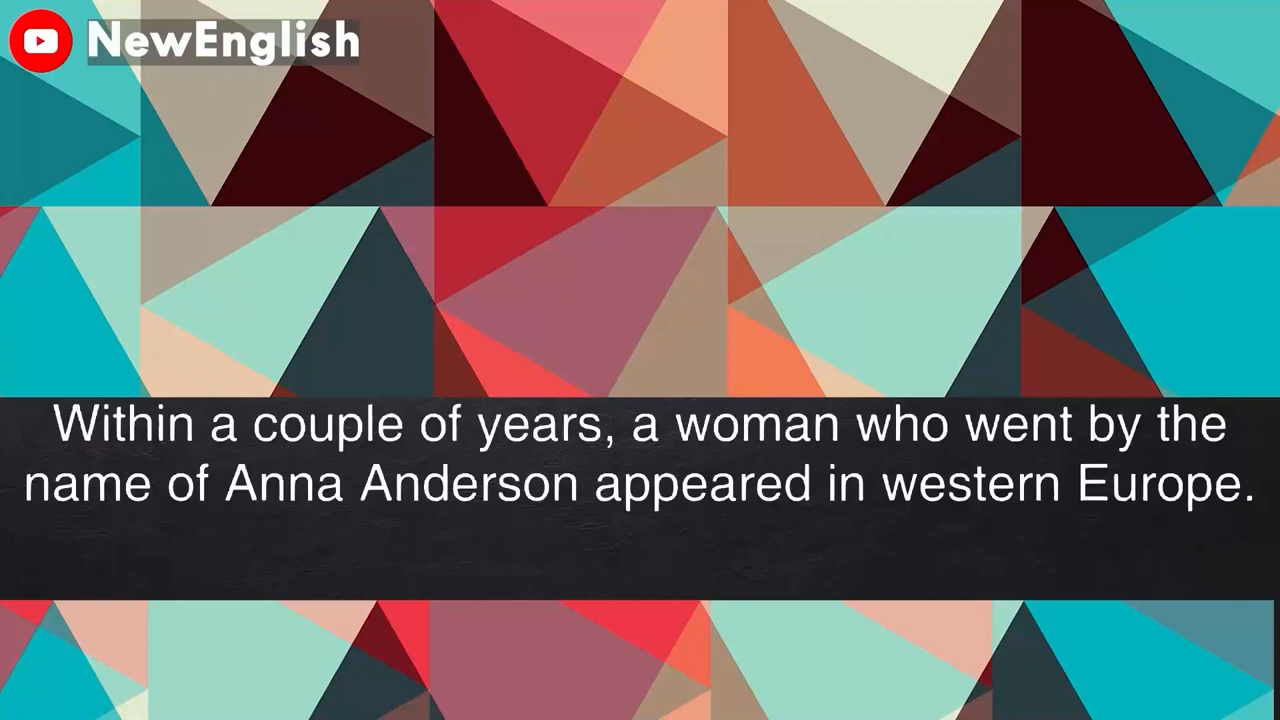 NewEnglish
Within a couple of years, a woman who went by the
name of Anna Anderson appeared in western Europe.